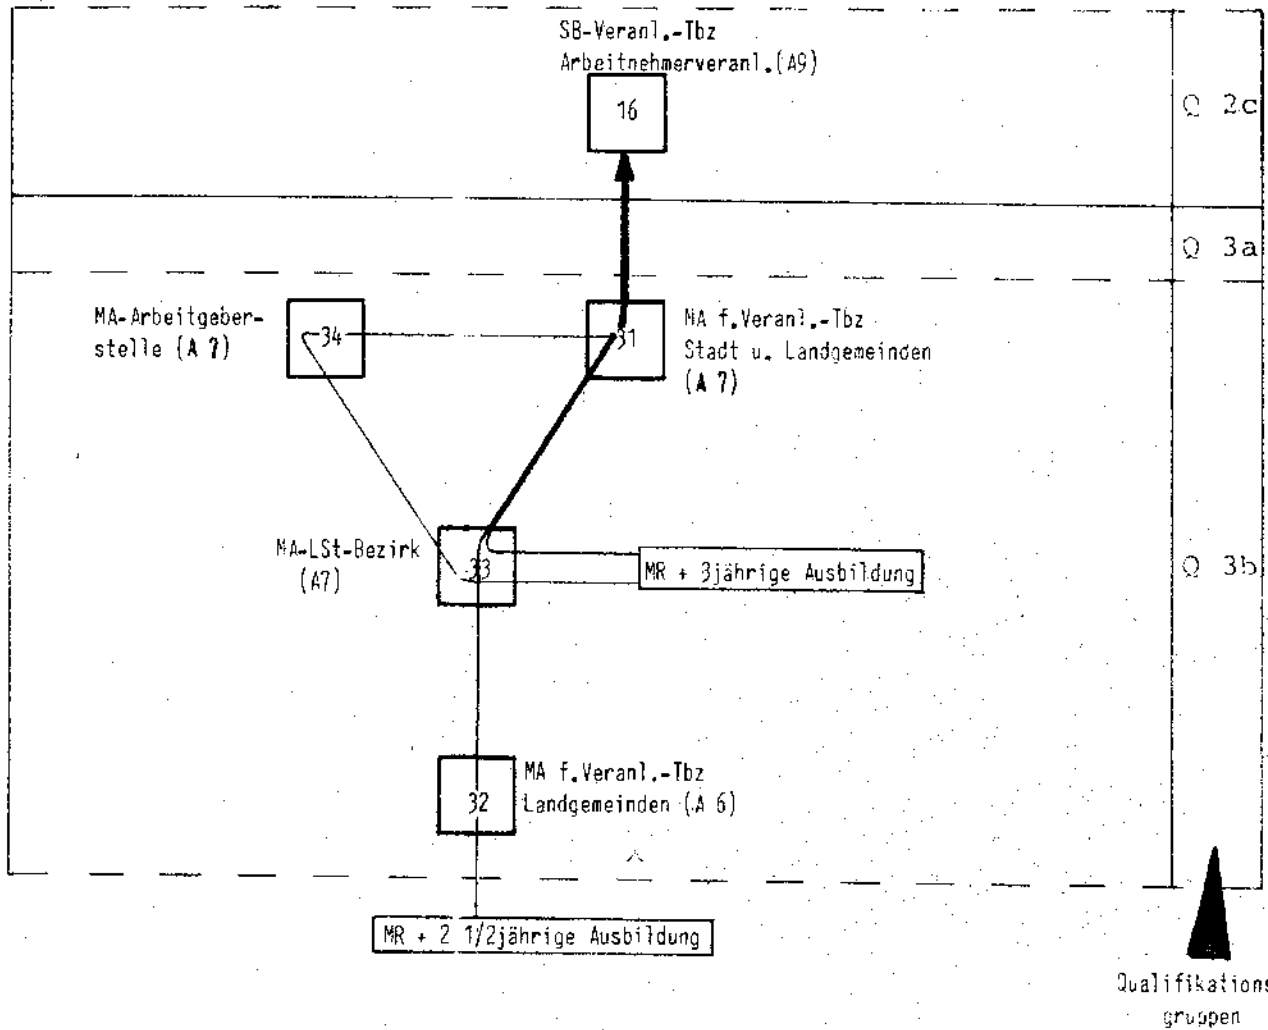 SB-Veranl.-Tbz
Arbeitnehmerveranl.(A9)
16
Q 2c
Q 3a
MA-Arbeitgeber-
stelle (A 7)
34
31
MA f.Veranl.-Tbz
Stadt u. Landgemeinden
(A 7)
MA-LSt-Bezirk
(A7)
33
MR + 3jährige Ausbildung
Q 3b
32
MA f.Veranl.-Tbz
Landgemeinden (A 6)
MR + 2 1/2jährige Ausbildung
Qualifikations
gruppen